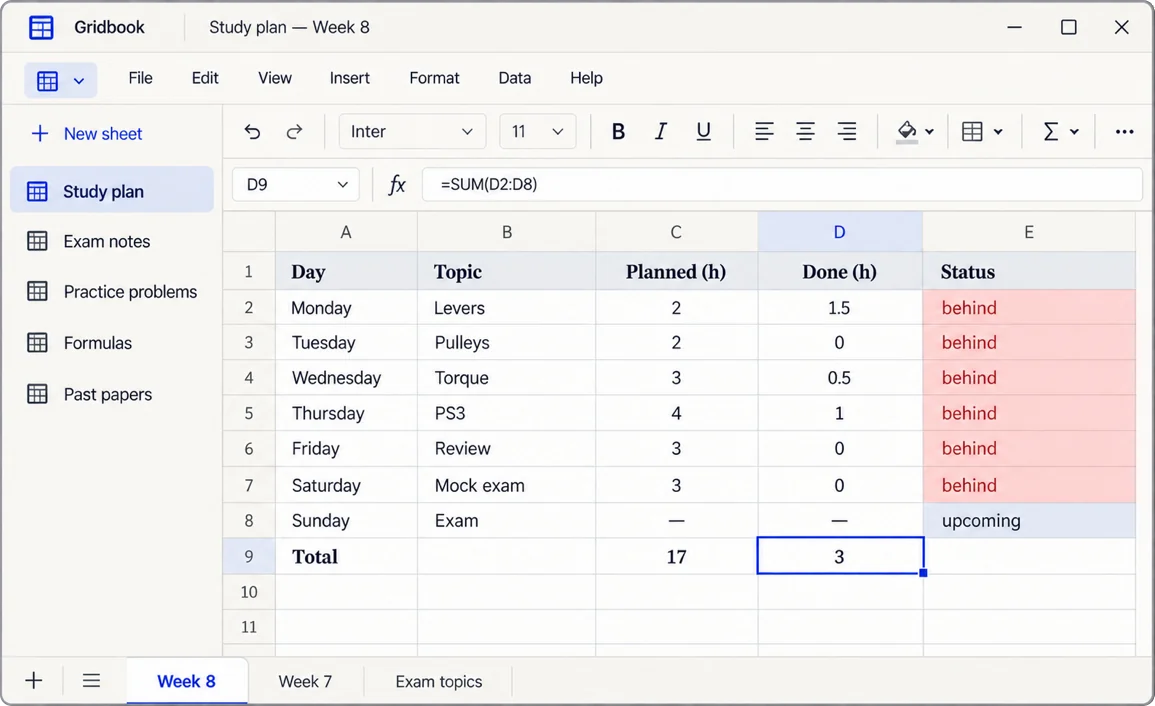 Gridbook Study plan — Week 8
File Edit View Insert Format Data Help
New sheet
Inter 11 B I U Σ
D9 fx =SUM(D2:D8)
Study plan
Exam notes
Practice problems
Formulas
Past papers
A B C D E
1 Day Topic Planned (h) Done (h) Status
2 Monday Levers 2 1.5 behind
3 Tuesday Pulleys 2 0 behind
4 Wednesday Torque 3 0.5 behind
5 Thursday PS3 4 1 behind
6 Friday Review 3 0 behind
7 Saturday Mock exam 3 0 behind
8 Sunday Exam — — upcoming
9 Total 17 3
10
11
Week 8 Week 7 Exam topics